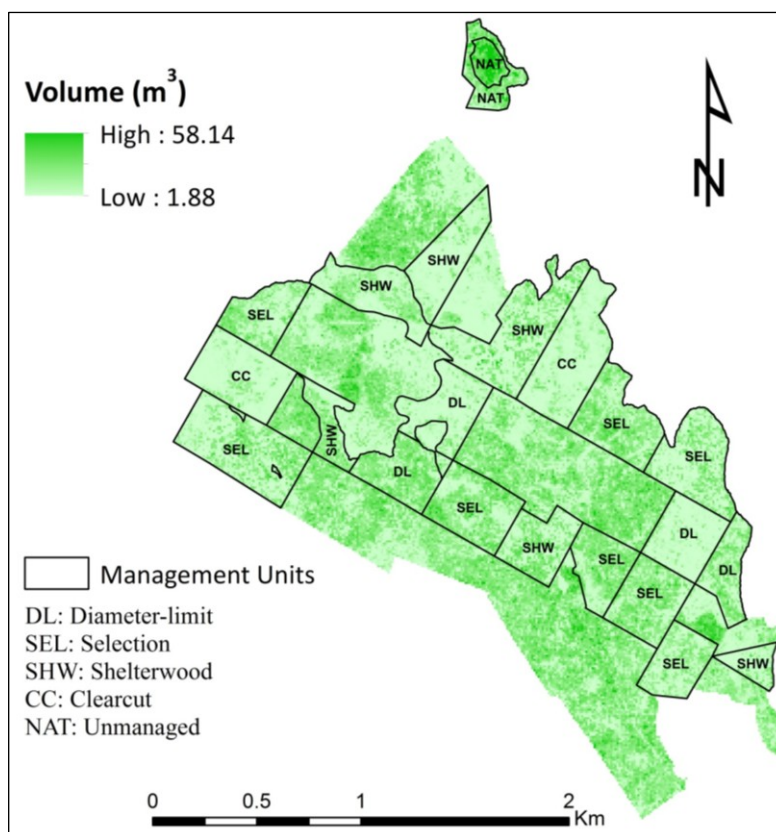 NAT
NAT
Volume (m³)
High : 58.14
Low : 1.88
N
SHW
SHW
SEL
SHW
CC
CC
DL
SEL
SHW
SEL
SEL
DL
SEL
DL
SHW
SEL
DL
SEL
SEL
SHW
Management Units
DL: Diameter-limit
SEL: Selection
SHW: Shelterwood
CC: Clearcut
NAT: Unmanaged
0 0.5 1 2
Km